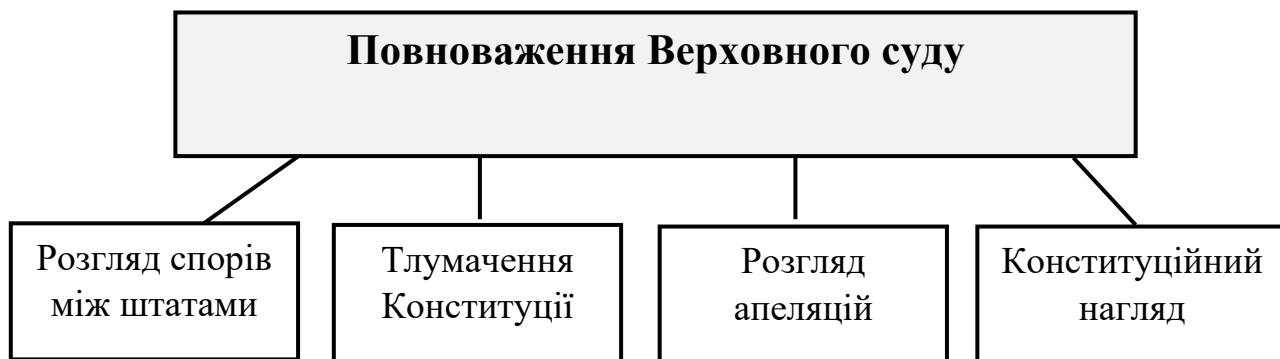 Повноваження Верховного суду
Розгляд спорів
між штатами
Тлумачення
Конституції
Розгляд
апеляцій
Конституційний
нагляд